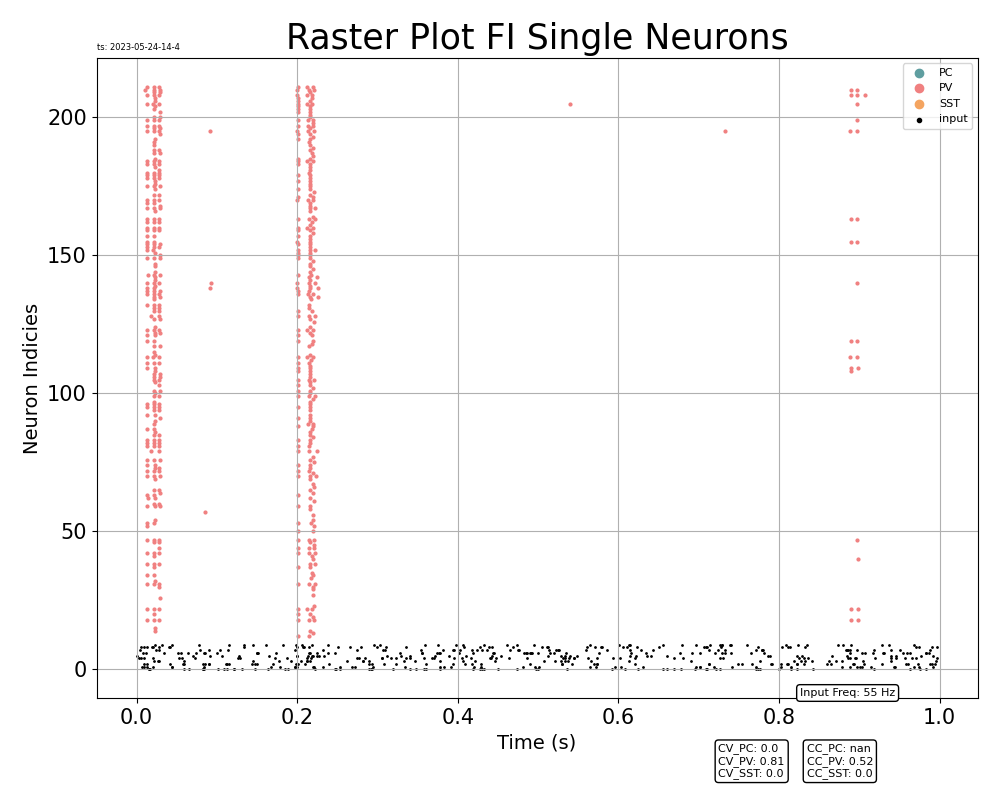 Raster Plot FI Single Neurons
ts: 2023-05-24-14-4
PC
PV
SST
input
200
150
100
50
0
Neuron Indicies
0.0 0.2 0.4 0.6 0.8 1.0
Time (s)
Input Freq: 55 Hz
CV_PC: 0.0
CV_PV: 0.81
CV_SST: 0.0
CC_PC: nan
CC_PV: 0.52
CC_SST: 0.0